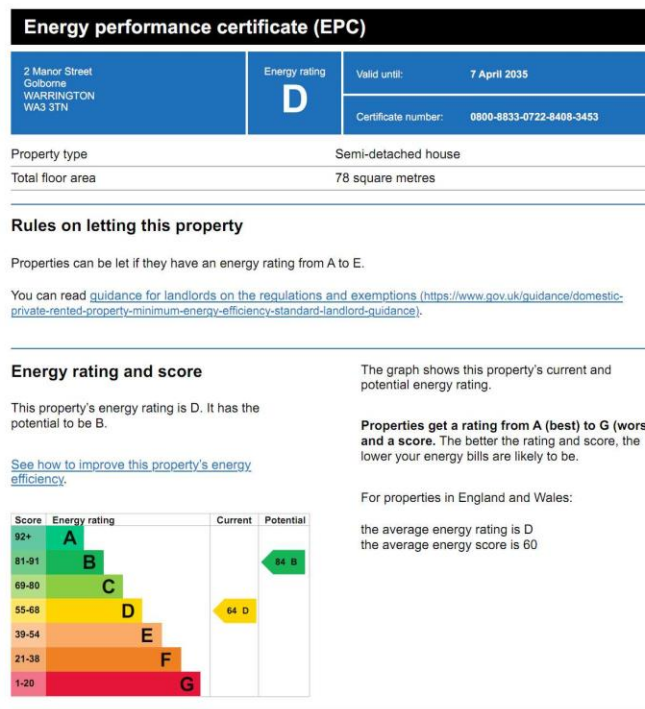 Energy performance certificate (EPC)
2 Manor Street
Golborne
WARRINGTON
WA3 3TN
Energy rating
D
Valid until: 7 April 2035
Certificate number: 0800-8833-0722-8408-3453
Property type Semi-detached house
Total floor area 78 square metres
Rules on letting this property
Properties can be let if they have an energy rating from A to E.
You can read guidance for landlords on the regulations and exemptions (https://www.gov.uk/guidance/domestic-
private-rented-property-minimum-energy-efficiency-standard-landlord-guidance).
Energy rating and score
This property's energy rating is D. It has the
potential to be B.
See how to improve this property's energy
efficiency.
Score Energy rating Current Potential
92+ A
81-91 B 84 B
69-80 C
55-68 D 64 D
39-54 E
21-38 F
1-20 G
The graph shows this property's current and
potential energy rating.
Properties get a rating from A (best) to G (wors
and a score. The better the rating and score, the
lower your energy bills are likely to be.
For properties in England and Wales:
the average energy rating is D
the average energy score is 60